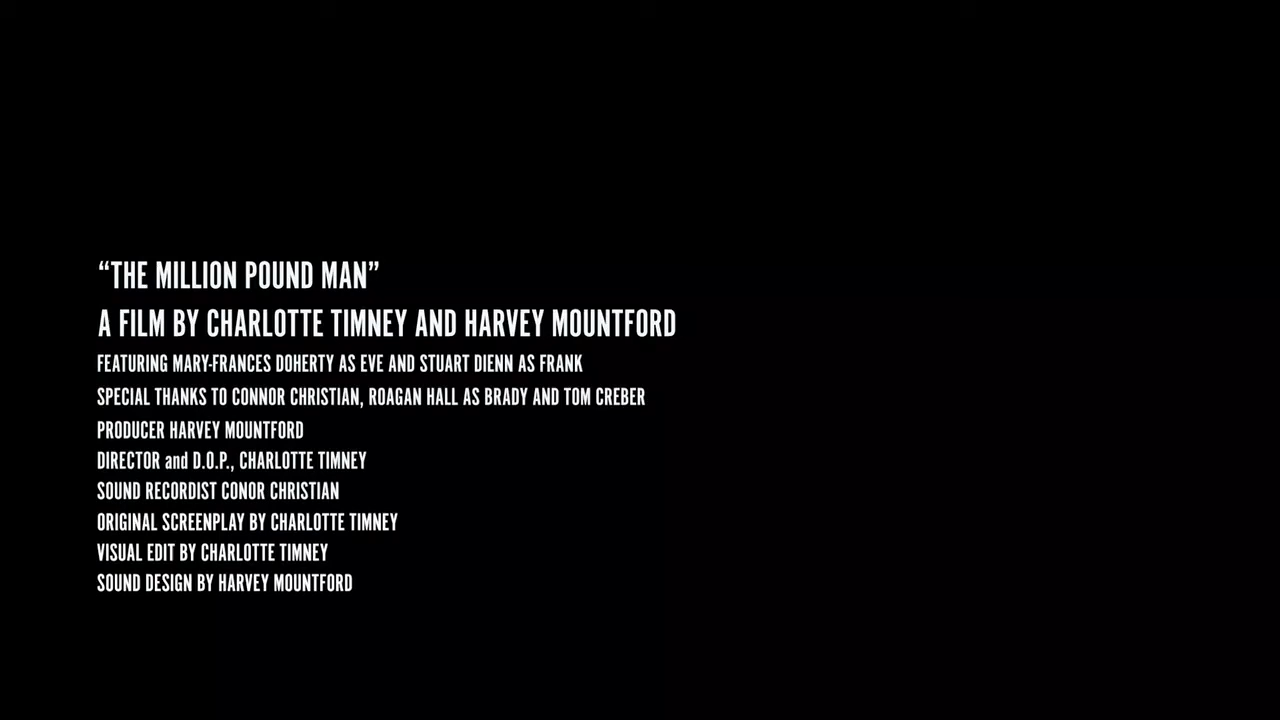 “THE MILLION POUND MAN”
A FILM BY CHARLOTTE TIMNEY AND HARVEY MOUNTFORD
FEATURING MARY-FRANCES DOHERTY AS EVE AND STUART DIENN AS FRANK
SPECIAL THANKS TO CONNOR CHRISTIAN, ROAGAN HALL AS BRADY AND TOM CREBER
PRODUCER HARVEY MOUNTFORD
DIRECTOR and D.O.P., CHARLOTTE TIMNEY
SOUND RECORDIST CONOR CHRISTIAN
ORIGINAL SCREENPLAY BY CHARLOTTE TIMNEY
VISUAL EDIT BY CHARLOTTE TIMNEY
SOUND DESIGN BY HARVEY MOUNTFORD